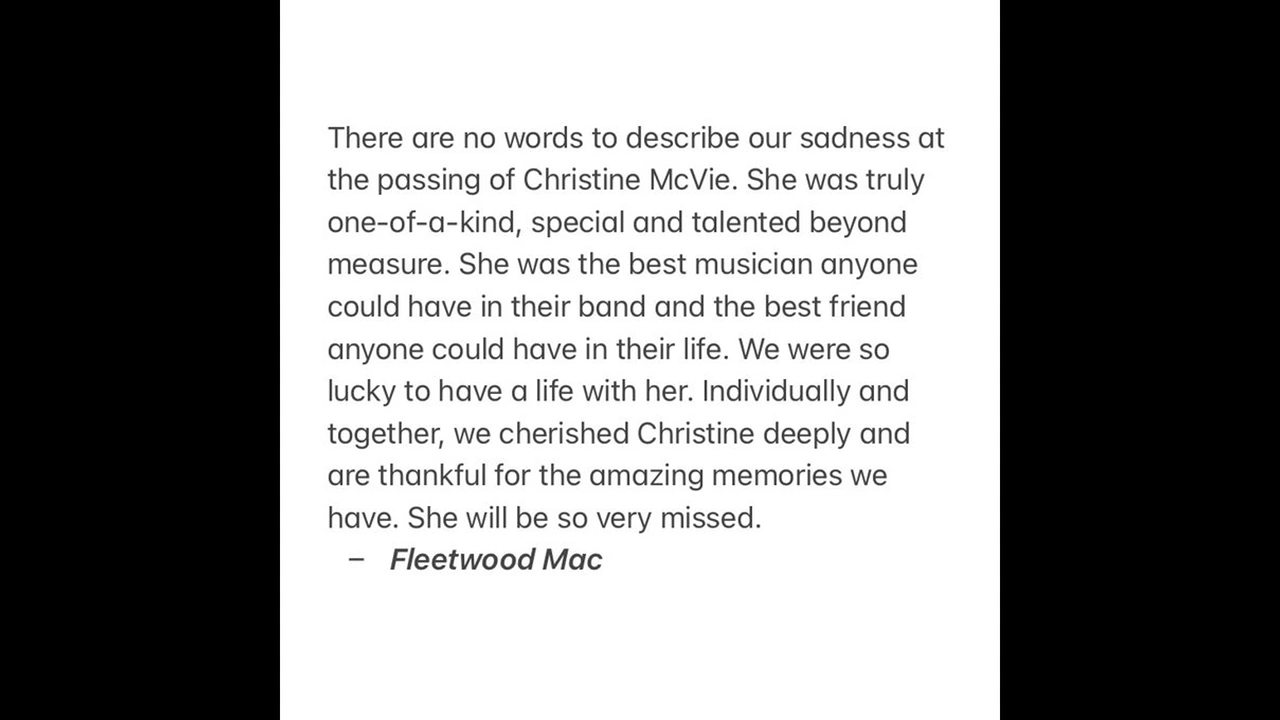 There are no words to describe our sadness at
the passing of Christine McVie. She was truly
one-of-a-kind, special and talented beyond
measure. She was the best musician anyone
could have in their band and the best friend
anyone could have in their life. We were so
lucky to have a life with her. Individually and
together, we cherished Christine deeply and
are thankful for the amazing memories we
have. She will be so very missed.
– Fleetwood Mac